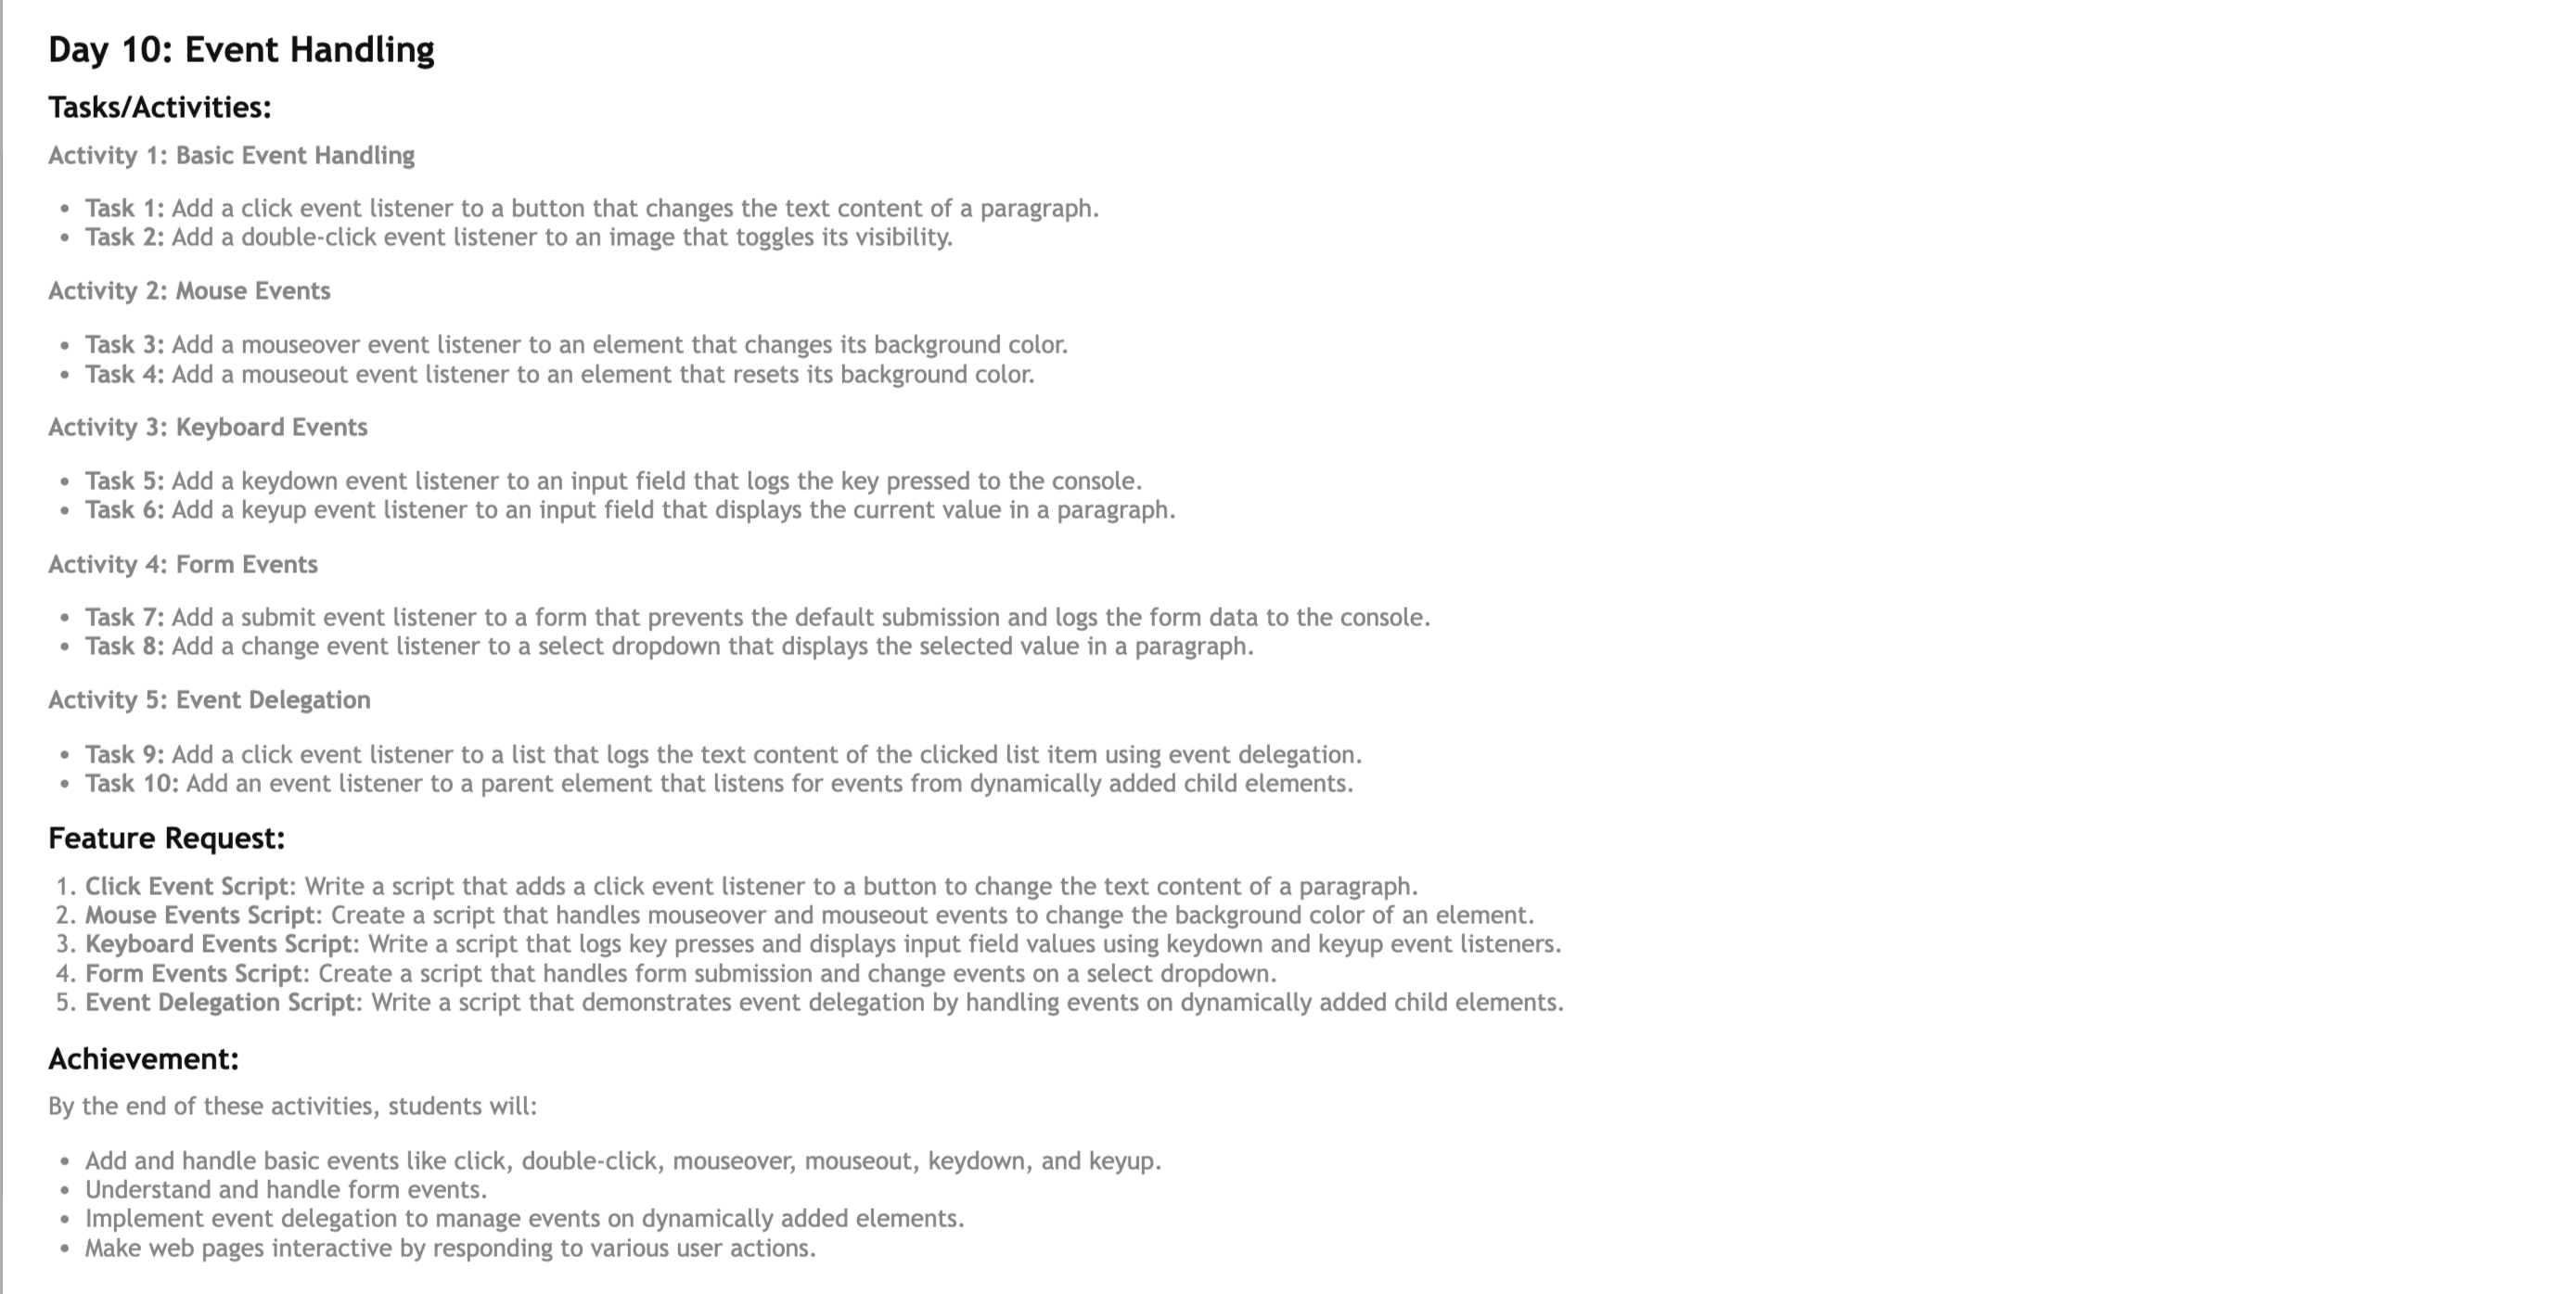 Day 10: Event Handling
Tasks/Activities:
Activity 1: Basic Event Handling
• Task 1: Add a click event listener to a button that changes the text content of a paragraph.
• Task 2: Add a double-click event listener to an image that toggles its visibility.
Activity 2: Mouse Events
• Task 3: Add a mouseover event listener to an element that changes its background color.
• Task 4: Add a mouseout event listener to an element that resets its background color.
Activity 3: Keyboard Events
• Task 5: Add a keydown event listener to an input field that logs the key pressed to the console.
• Task 6: Add a keyup event listener to an input field that displays the current value in a paragraph.
Activity 4: Form Events
• Task 7: Add a submit event listener to a form that prevents the default submission and logs the form data to the console.
• Task 8: Add a change event listener to a select dropdown that displays the selected value in a paragraph.
Activity 5: Event Delegation
• Task 9: Add a click event listener to a list that logs the text content of the clicked list item using event delegation.
• Task 10: Add an event listener to a parent element that listens for events from dynamically added child elements.
Feature Request:
1. Click Event Script: Write a script that adds a click event listener to a button to change the text content of a paragraph.
2. Mouse Events Script: Create a script that handles mouseover and mouseout events to change the background color of an element.
3. Keyboard Events Script: Write a script that logs key presses and displays input field values using keydown and keyup event listeners.
4. Form Events Script: Create a script that handles form submission and change events on a select dropdown.
5. Event Delegation Script: Write a script that demonstrates event delegation by handling events on dynamically added child elements.
Achievement:
By the end of these activities, students will:
• Add and handle basic events like click, double-click, mouseover, mouseout, keydown, and keyup.
• Understand and handle form events.
• Implement event delegation to manage events on dynamically added elements.
• Make web pages interactive by responding to various user actions.